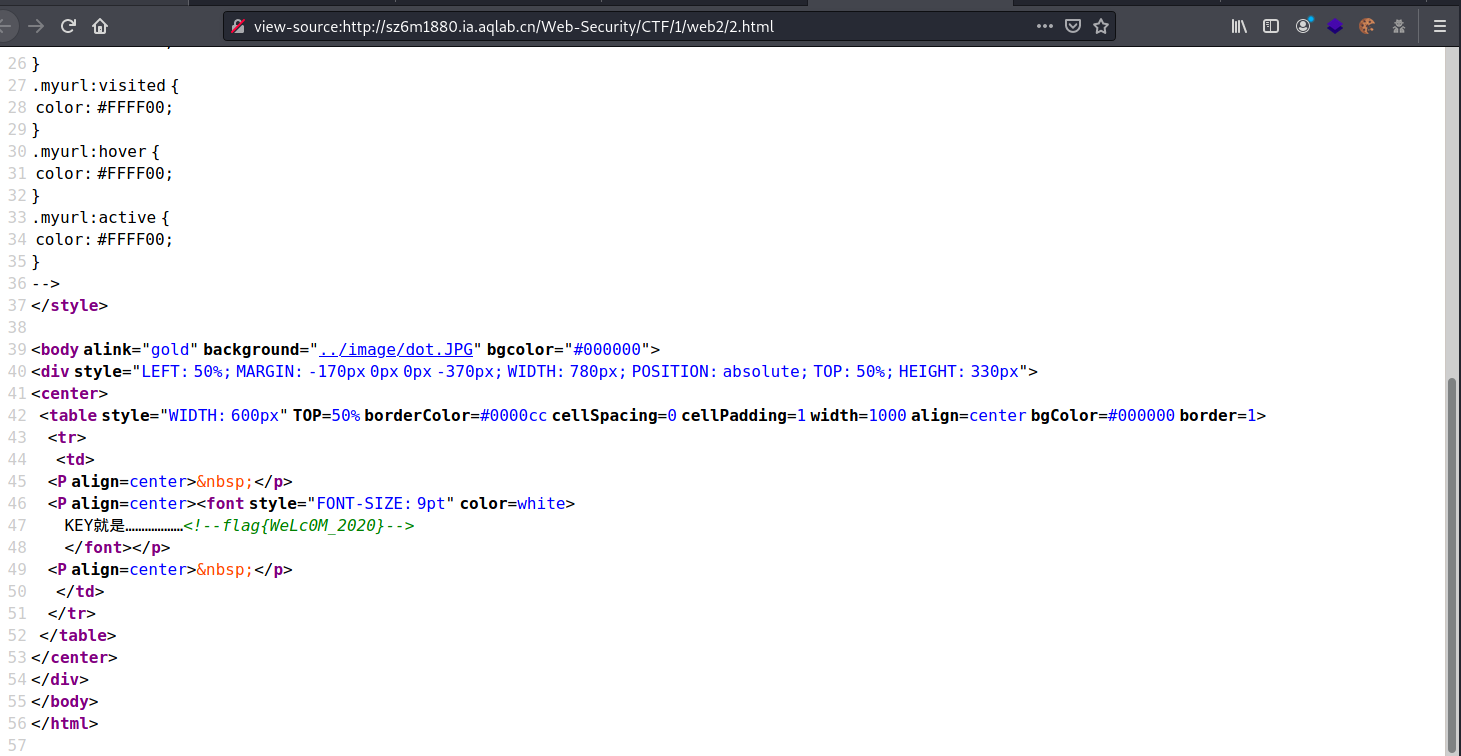 view-source:http://sz6m1880.ia.aqlab.cn/Web-Security/CTF/1/web2/2.html
26 }
27 .myurl:visited {
28 color: #FFFF00;
29 }
30 .myurl:hover {
31 color: #FFFF00;
32 }
33 .myurl:active {
34 color: #FFFF00;
35 }
36 -->
37 </style>
38
39 <body alink="gold" background="../image/dot.JPG" bgcolor="#000000">
40 <div style="LEFT: 50%; MARGIN: -170px 0px 0px -370px; WIDTH: 780px; POSITION: absolute; TOP: 50%; HEIGHT: 330px">
41 <center>
42 <table style="WIDTH: 600px" TOP=50% borderColor=#0000cc cellSpacing=0 cellPadding=1 width=1000 align=center bgColor=#000000 border=1>
43 <tr>
44 <td>
45 <P align=center>&nbsp;</p>
46 <P align=center><font style="FONT-SIZE: 9pt" color=white>
47 KEY就是………………<!--flag{WeLc0M_2020}-->
48 </font></p>
49 <P align=center>&nbsp;</p>
50 </td>
51 </tr>
52 </table>
53 </center>
54 </div>
55 </body>
56 </html>
57